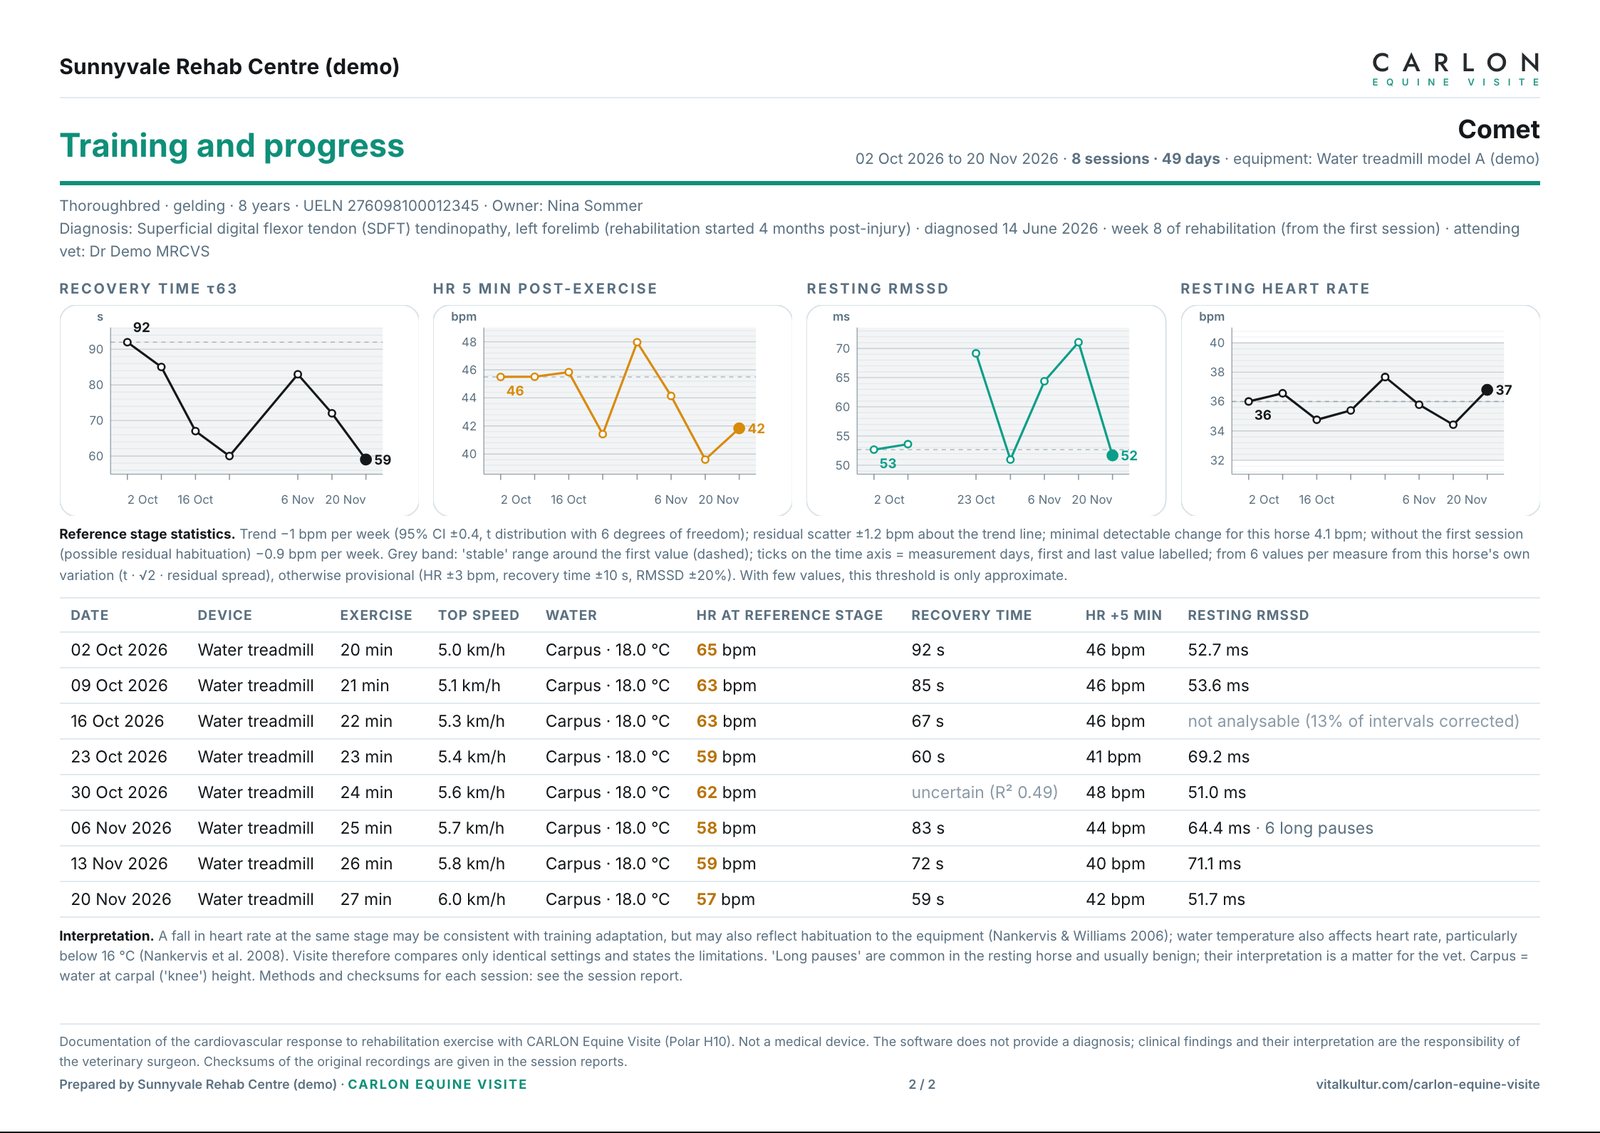 Sunnyvale Rehab Centre (demo)
CARLON
EQUINE VISITE
Training and progress
Comet
02 Oct 2026 to 20 Nov 2026 · 8 sessions · 49 days · equipment: Water treadmill model A (demo)
Thoroughbred · gelding · 8 years · UELN 276098100012345 · Owner: Nina Sommer
Diagnosis: Superficial digital flexor tendon (SDFT) tendinopathy, left forelimb (rehabilitation started 4 months post-injury) · diagnosed 14 June 2026 · week 8 of rehabilitation (from the first session) · attending
vet: Dr Demo MRCVS
RECOVERY TIME τ63
s
92
90
80
70
60
59
2 Oct 16 Oct 6 Nov 20 Nov
HR 5 MIN POST-EXERCISE
bpm
48
46
44
42
40
46
42
2 Oct 16 Oct 6 Nov 20 Nov
RESTING RMSSD
ms
70
65
60
55
50
53
52
2 Oct 23 Oct 6 Nov 20 Nov
RESTING HEART RATE
bpm
40
38
36
34
32
36
37
2 Oct 16 Oct 6 Nov 20 Nov
Reference stage statistics. Trend −1 bpm per week (95% CI ±0.4, t distribution with 6 degrees of freedom); residual scatter ±1.2 bpm about the trend line; minimal detectable change for this horse 4.1 bpm; without the first session
(possible residual habituation) −0.9 bpm per week. Grey band: 'stable' range around the first value (dashed); ticks on the time axis = measurement days, first and last value labelled; from 6 values per measure from this horse's own
variation (t · √2 · residual spread), otherwise provisional (HR ±3 bpm, recovery time ±10 s, RMSSD ±20%). With few values, this threshold is only approximate.
DATE DEVICE EXERCISE TOP SPEED WATER HR AT REFERENCE STAGE RECOVERY TIME HR +5 MIN RESTING RMSSD
02 Oct 2026 Water treadmill 20 min 5.0 km/h Carpus · 18.0 °C 65 bpm 92 s 46 bpm 52.7 ms
09 Oct 2026 Water treadmill 21 min 5.1 km/h Carpus · 18.0 °C 63 bpm 85 s 46 bpm 53.6 ms
16 Oct 2026 Water treadmill 22 min 5.3 km/h Carpus · 18.0 °C 63 bpm 67 s 46 bpm not analysable (13% of intervals corrected)
23 Oct 2026 Water treadmill 23 min 5.4 km/h Carpus · 18.0 °C 59 bpm 60 s 41 bpm 69.2 ms
30 Oct 2026 Water treadmill 24 min 5.6 km/h Carpus · 18.0 °C 62 bpm uncertain (R² 0.49) 48 bpm 51.0 ms
06 Nov 2026 Water treadmill 25 min 5.7 km/h Carpus · 18.0 °C 58 bpm 83 s 44 bpm 64.4 ms · 6 long pauses
13 Nov 2026 Water treadmill 26 min 5.8 km/h Carpus · 18.0 °C 59 bpm 72 s 40 bpm 71.1 ms
20 Nov 2026 Water treadmill 27 min 6.0 km/h Carpus · 18.0 °C 57 bpm 59 s 42 bpm 51.7 ms
Interpretation. A fall in heart rate at the same stage may be consistent with training adaptation, but may also reflect habituation to the equipment (Nankervis & Williams 2006); water temperature also affects heart rate, particularly
below 16 °C (Nankervis et al. 2008). Visite therefore compares only identical settings and states the limitations. 'Long pauses' are common in the resting horse and usually benign; their interpretation is a matter for the vet. Carpus =
water at carpal ('knee') height. Methods and checksums for each session: see the session report.
Documentation of the cardiovascular response to rehabilitation exercise with CARLON Equine Visite (Polar H10). Not a medical device. The software does not provide a diagnosis; clinical findings and their interpretation are the responsibility of
the veterinary surgeon. Checksums of the original recordings are given in the session reports.
Prepared by Sunnyvale Rehab Centre (demo) · CARLON EQUINE VISITE 2 / 2 vitalkultur.com/carlon-equine-visite